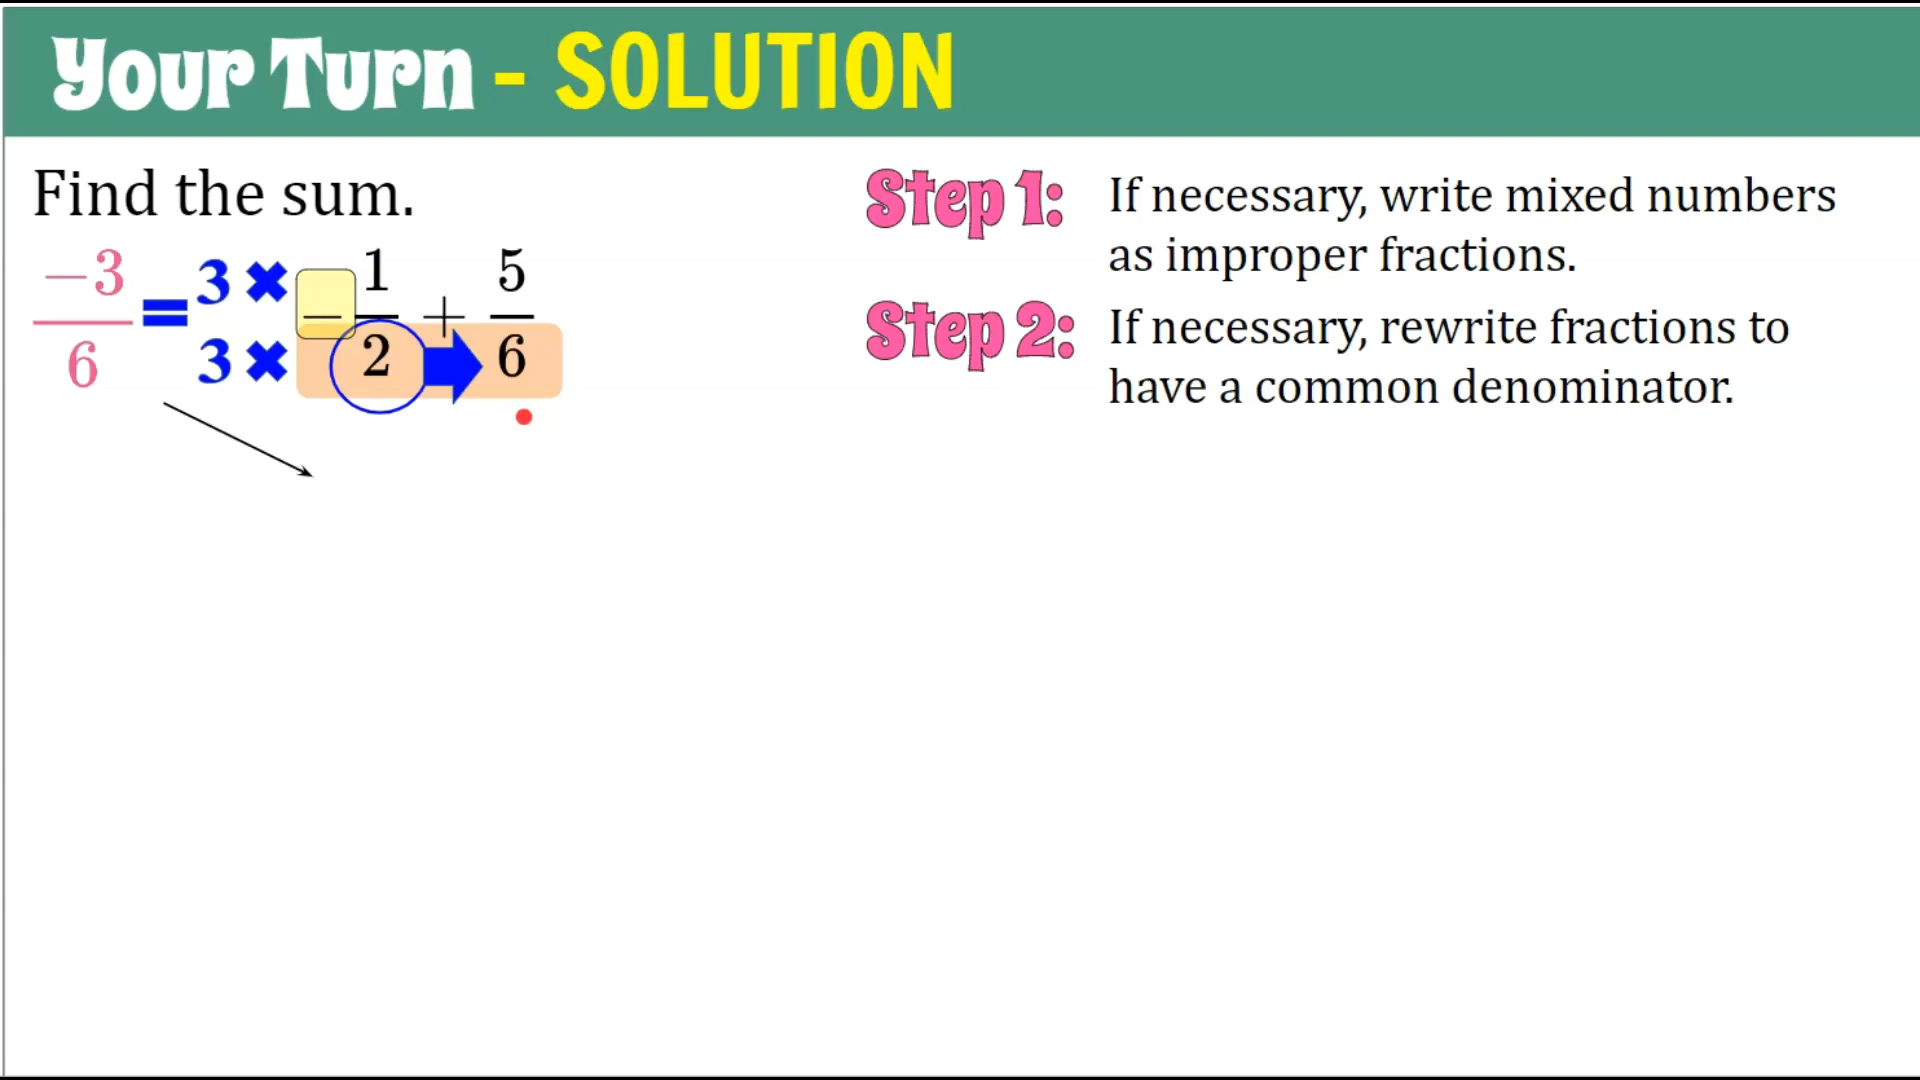 Your Turn - SOLUTION
Find the sum.
-3/6 = 3 × 3 × - 1/2 + 5/6
Step 1: If necessary, write mixed numbers
as improper fractions.
Step 2: If necessary, rewrite fractions to
have a common denominator.